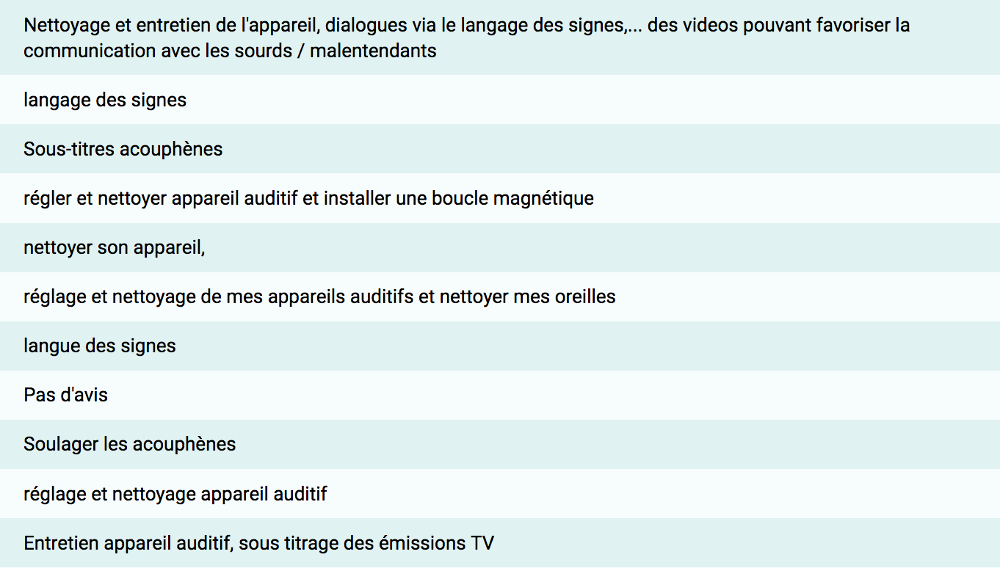 Nettoyage et entretien de l'appareil, dialogues via le langage des signes,... des videos pouvant favoriser la
communication avec les sourds / malentendants
langage des signes
Sous-titres acouphènes
régler et nettoyer appareil auditif et installer une boucle magnétique
nettoyer son appareil,
réglage et nettoyage de mes appareils auditifs et nettoyer mes oreilles
langue des signes
Pas d'avis
Soulager les acouphènes
réglage et nettoyage appareil auditif
Entretien appareil auditif, sous titrage des émissions TV